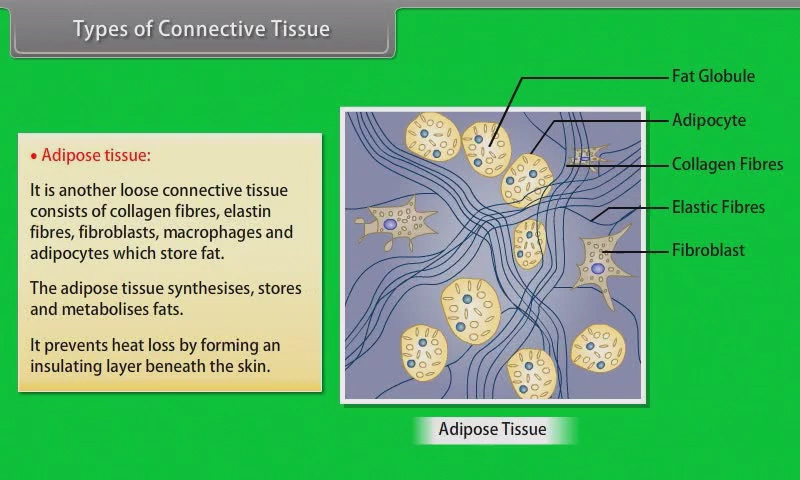 Types of Connective Tissue
• Adipose tissue:
It is another loose connective tissue
consists of collagen fibres, elastin
fibres, fibroblasts, macrophages and
adipocytes which store fat.
The adipose tissue synthesises, stores
and metabolises fats.
It prevents heat loss by forming an
insulating layer beneath the skin.
Fat Globule
Adipocyte
Collagen Fibres
Elastic Fibres
Fibroblast
Adipose Tissue